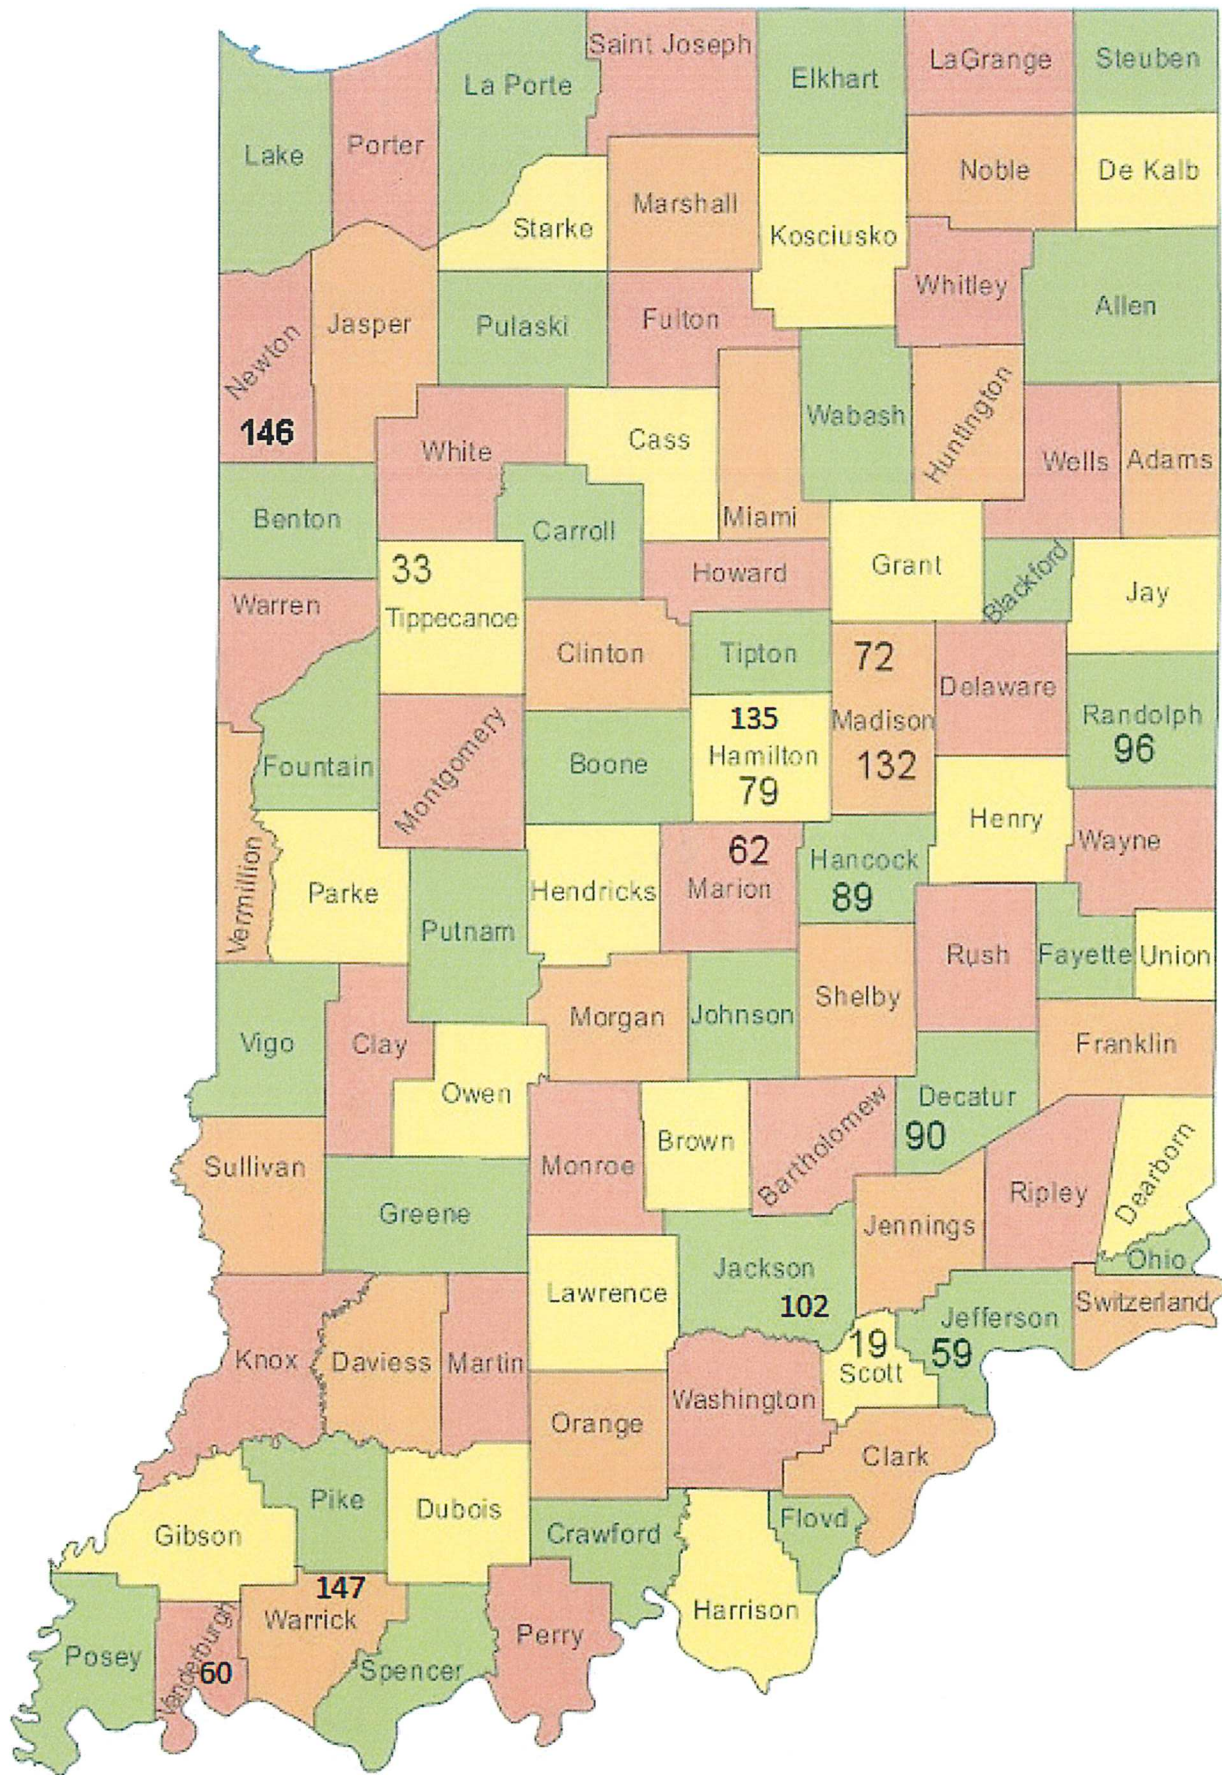 Saint Joseph
LaGrange
Steuben
La Porte
Elkhart
Lake
Porter
Noble
De Kalb
Marshall
Starke
Kosciusko
Whitley
Allen
Newton
146
Jasper
Pulaski
Fulton
Wabash
Huntington
White
Cass
Wells
Adams
Miami
Benton
Carroll
Howard
Grant
Blackford
Jay
Warren
33
Tippecanoe
Clinton
Tipton
72
Madison
132
Delaware
Randolph
96
Fountain
Montgomery
Boone
135
Hamilton
79
Henry
Wayne
Vermillion
Parke
Putnam
Hendricks
62
Marion
Hancock
89
Rush
Fayette
Union
Vigo
Clay
Morgan
Johnson
Shelby
Franklin
Owen
Decatur
90
Sullivan
Greene
Monroe
Brown
Bartholomew
Jennings
Ripley
Dearborn
Ohio
Jackson
102
Lawrence
Switzerland
Knox
Daviess
Martin
Washington
19
Scott
Jefferson
59
Orange
Clark
Gibson
Pike
Dubois
Crawford
Floyd
Harrison
Posey
Vanderburgh
60
147
Warrick
Spencer
Perry